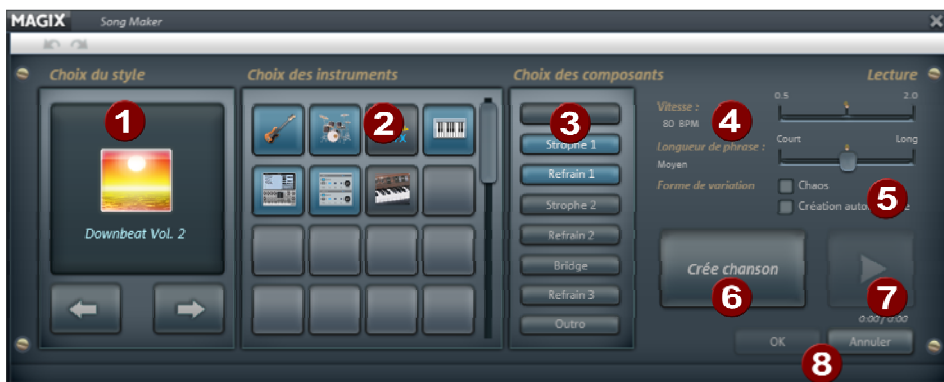 MAGIX Song Maker
Choix du style
Choix des instruments
Choix des composants
Lecture
1
Downbeat Vol. 2
2
3
Strophe 1
Refrain 1
Strophe 2
Refrain 2
Bridge
Refrain 3
Outro
Vitesse :
80 BPM
4
0.5 2.0
Longueur de phrase :
Moyen
Court Long
Forme de variation
Chaos
Création
5
Crée chanson
6
7
0:00 / 0:00
OK
Annuler
8